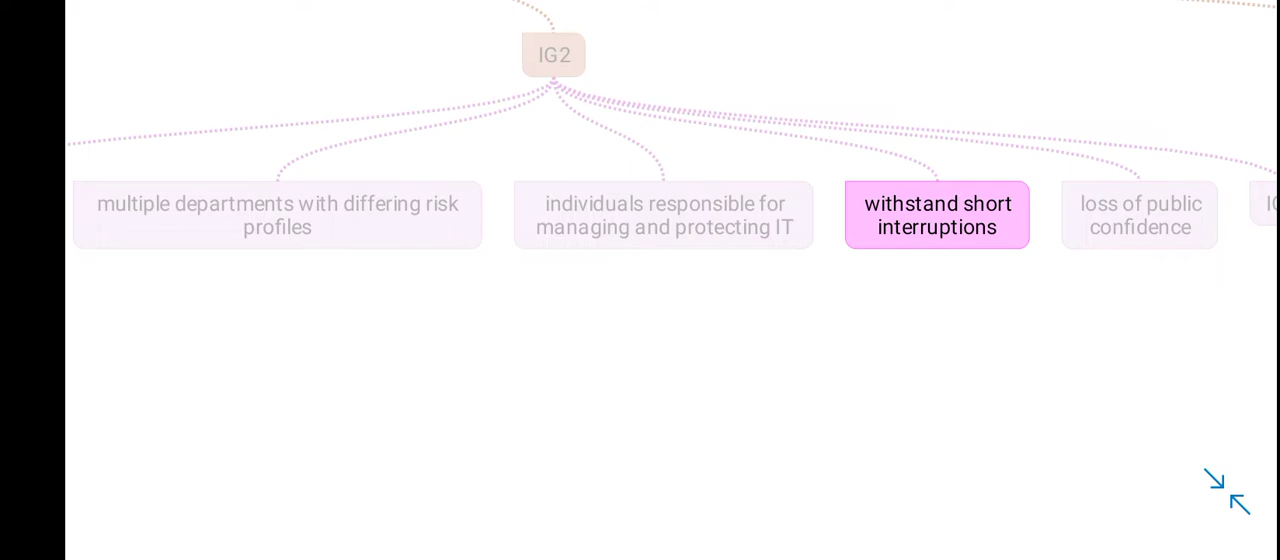 IG2
multiple departments with differing risk
profiles
individuals responsible for
managing and protecting IT
withstand short
interruptions
loss of public
confidence